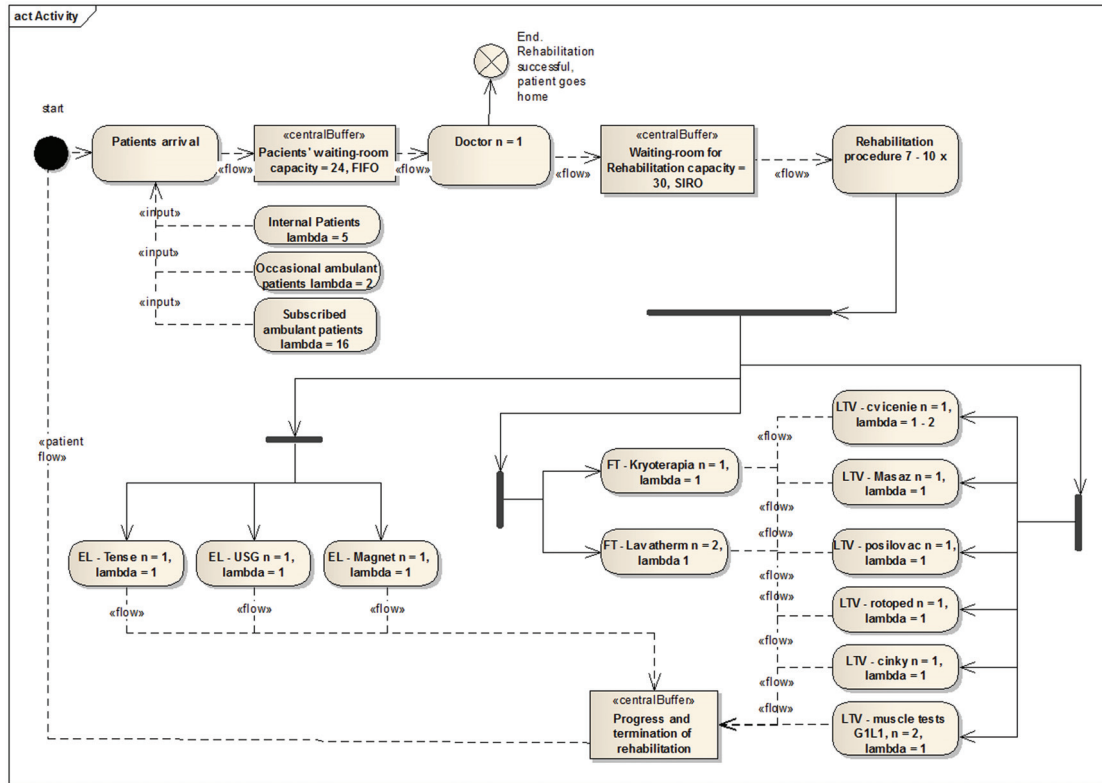 act Activity
End.
Rehabilitation
successful,
patient goes
home
start
Patients arrival
«flow»
«centralBuffer»
Pacients' waiting-room
capacity = 24, FIFO
«flow»
Doctor n = 1
«flow»
«centralBuffer»
Waiting-room for
Rehabilitation capacity =
30, SIRO
«flow»
Rehabilitation
procedure 7 - 10 x
«input»
Internal Patients
lambda = 5
«input»
Occasional ambulant
patients lambda = 2
«input»
Subscribed
ambulant patients
lambda = 16
«patient
flow»
LTV - cvicenie n = 1,
lambda = 1 - 2
«flow»
FT - Kryoterapia n = 1,
lambda = 1
LTV - Masaz n = 1,
lambda = 1
«flow»
«flow»
EL - Tense n = 1,
lambda = 1
EL - USG n = 1,
lambda = 1
EL - Magnet n = 1,
lambda = 1
FT - Lavatherm n = 2,
lambda 1
LTV - posilovac n = 1,
lambda = 1
«flow»
«flow»
«flow»
«flow»
«flow»
LTV - rotoped n = 1,
lambda = 1
«flow»
LTV - cinky n = 1,
lambda = 1
«flow»
«centralBuffer»
Progress and
termination of
rehabilitation
LTV - muscle tests
G1L1, n = 2,
lambda = 1